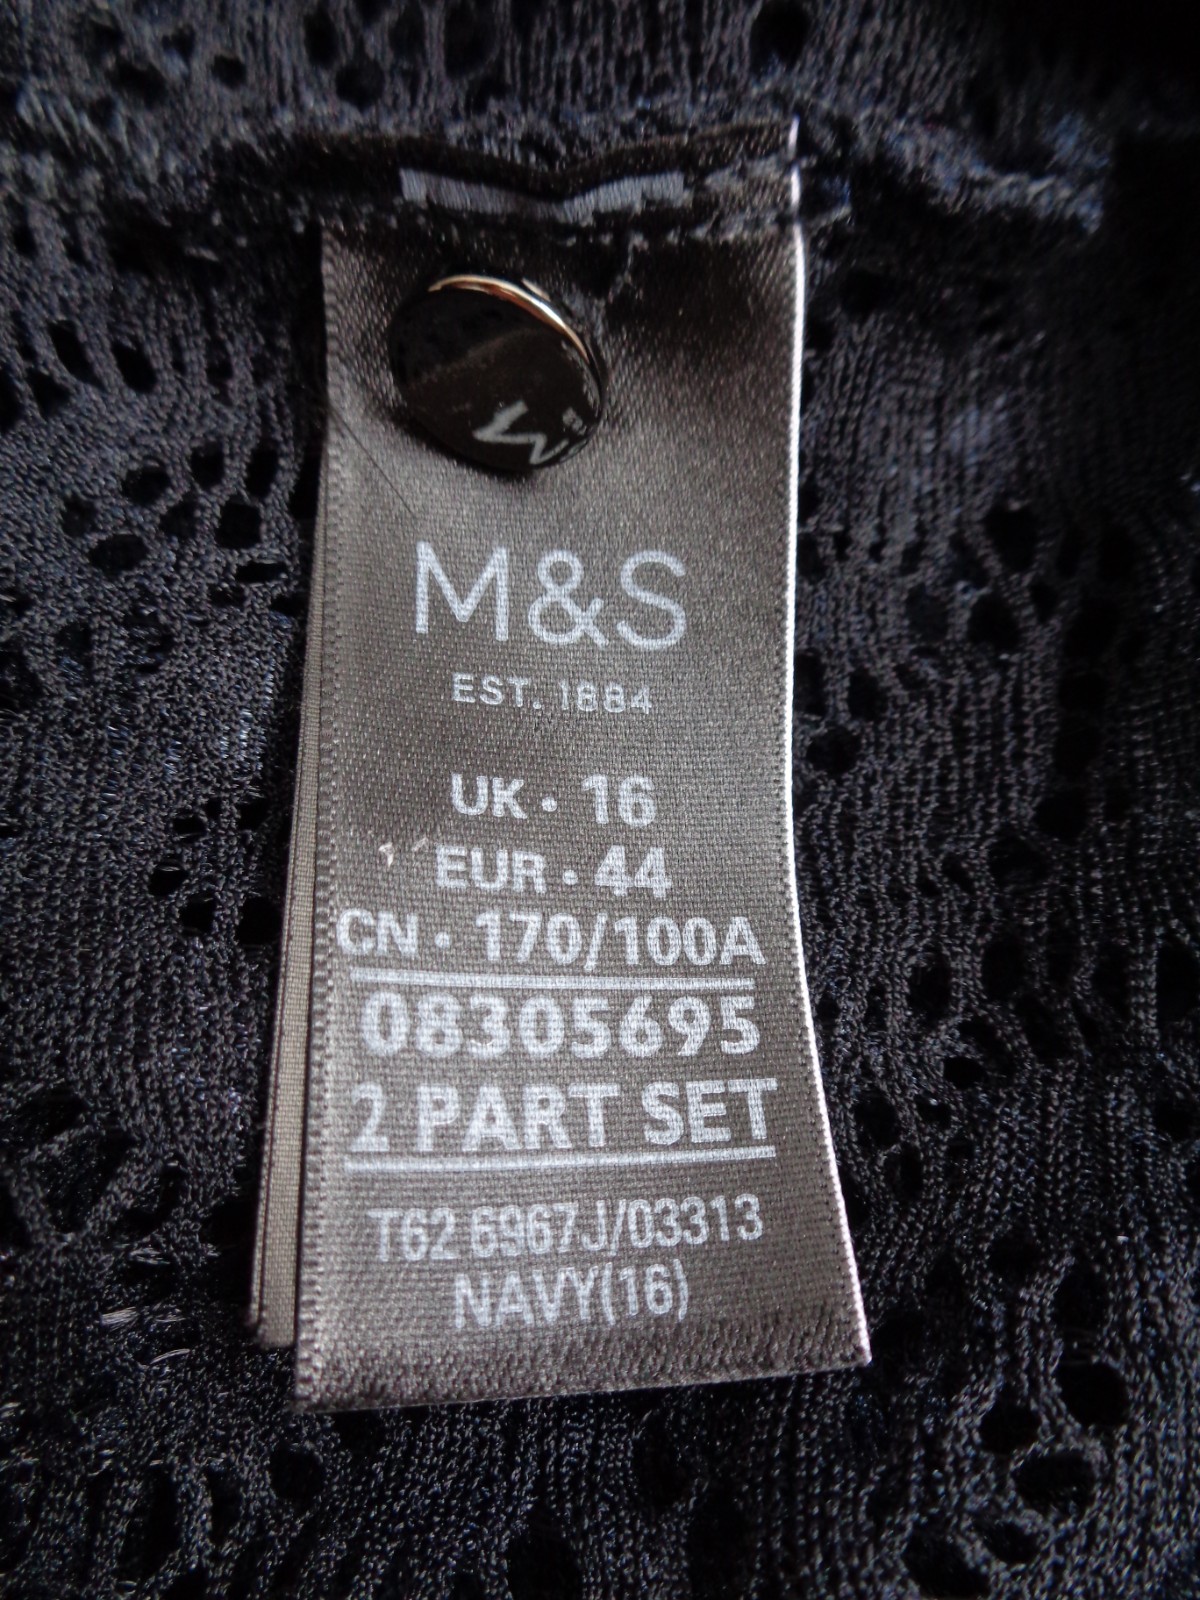 M&S
EST. 1884
UK · 16
EUR · 44
CN · 170/100A
08305695
2 PART SET
T62 6967J/03313
NAVY(16)